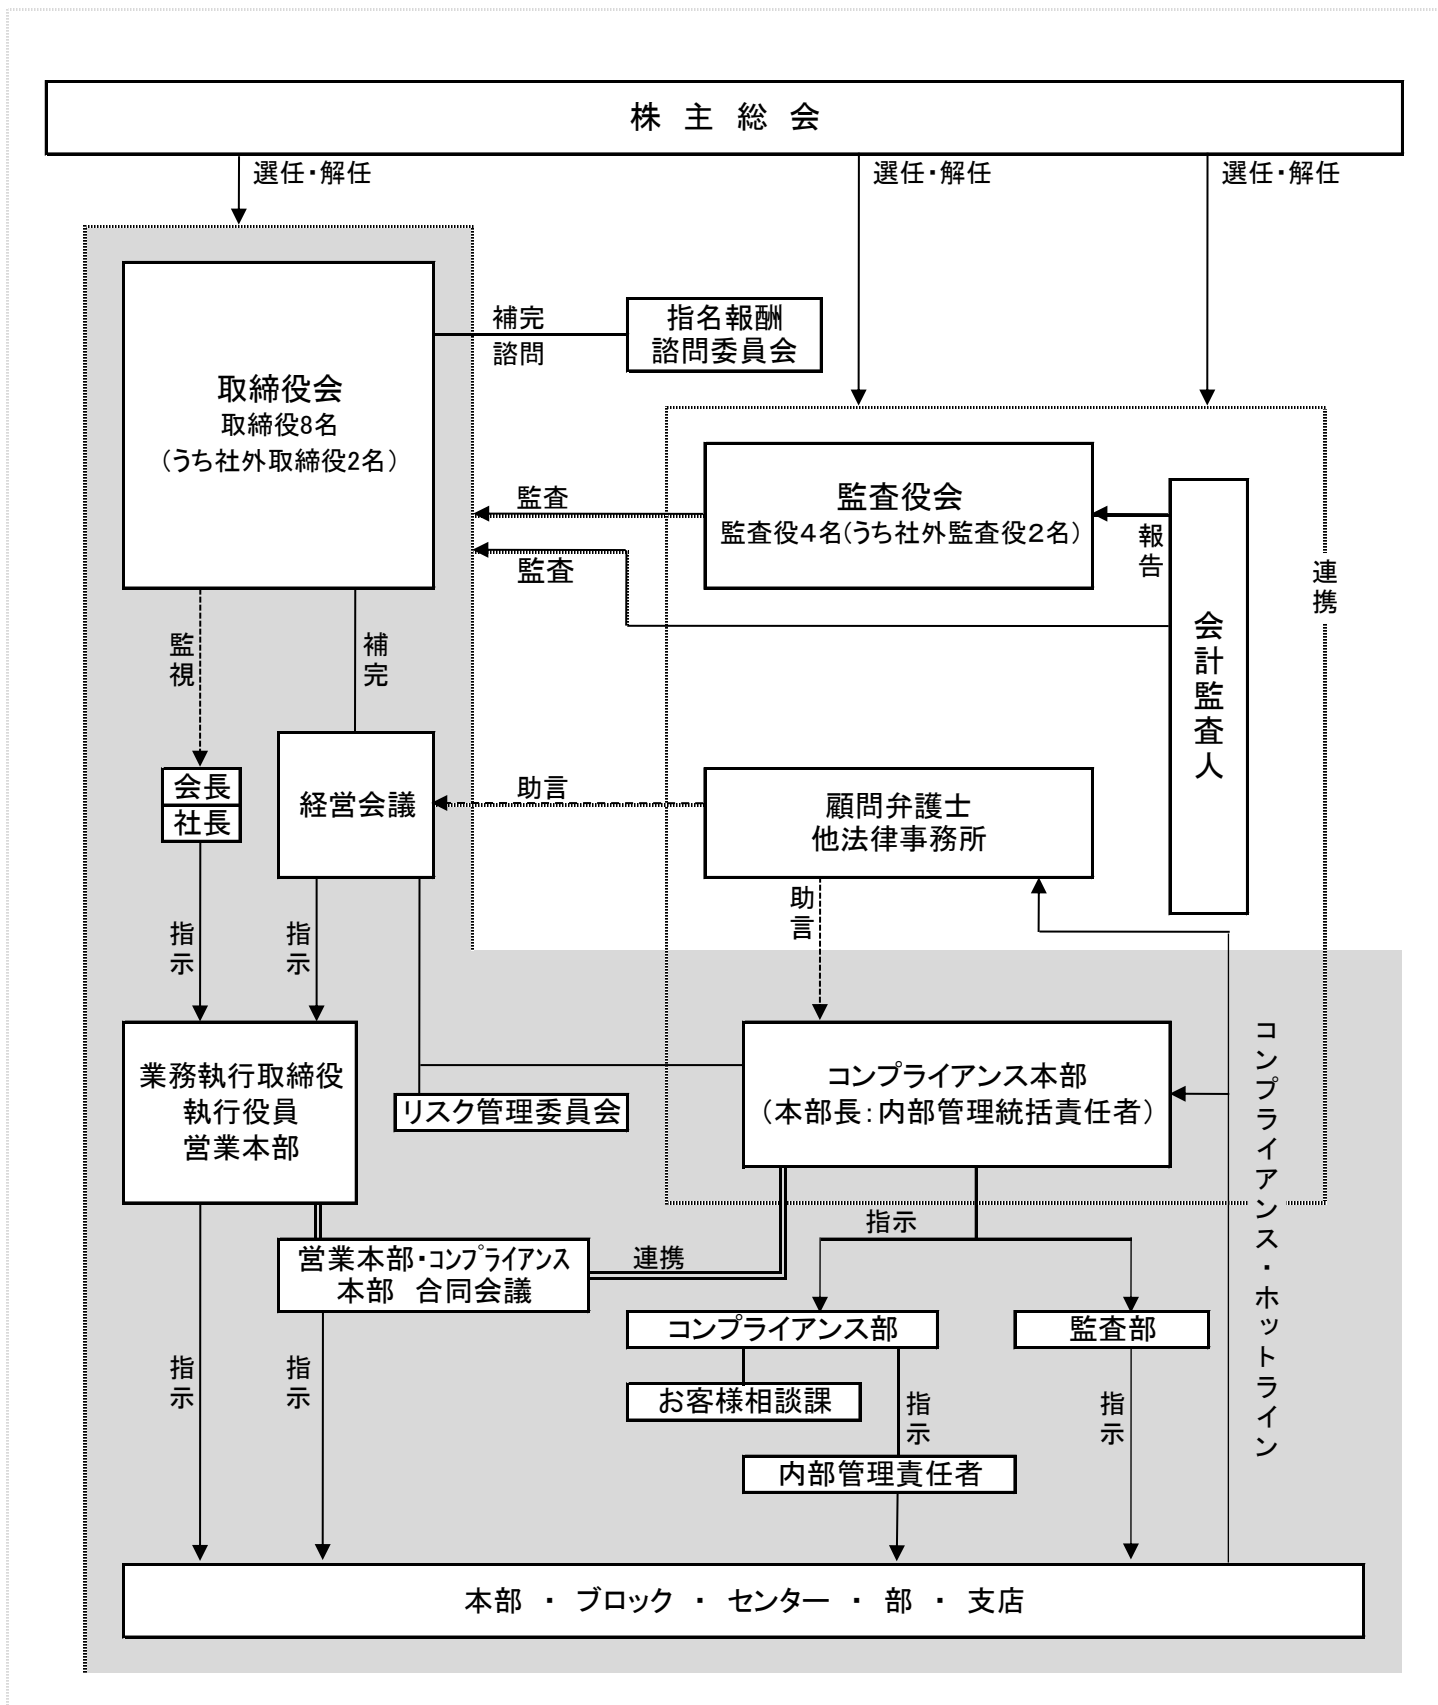 株 主 総 会
選任・解任
選任・解任
選任・解任
取締役会
取締役8名
（うち社外取締役2名）
補完
諮問
指名報酬
諮問委員会
監査
監査
監査役会
監査役４名(うち社外監査役２名)
報告
会計監査人
連携
監視
補完
会長
社長
経営会議
助言
顧問弁護士
他法律事務所
助言
指示
指示
業務執行取締役
執行役員
営業本部
リスク管理委員会
コンプライアンス本部
（本部長：内部管理統括責任者）
コンプライアンス・ホットライン
営業本部・コンプライアンス
本部 合同会議
連携
指示
コンプライアンス部
監査部
お客様相談課
指示
指示
指示
指示
内部管理責任者
本部 ・ ブロック ・ センター ・ 部 ・ 支店